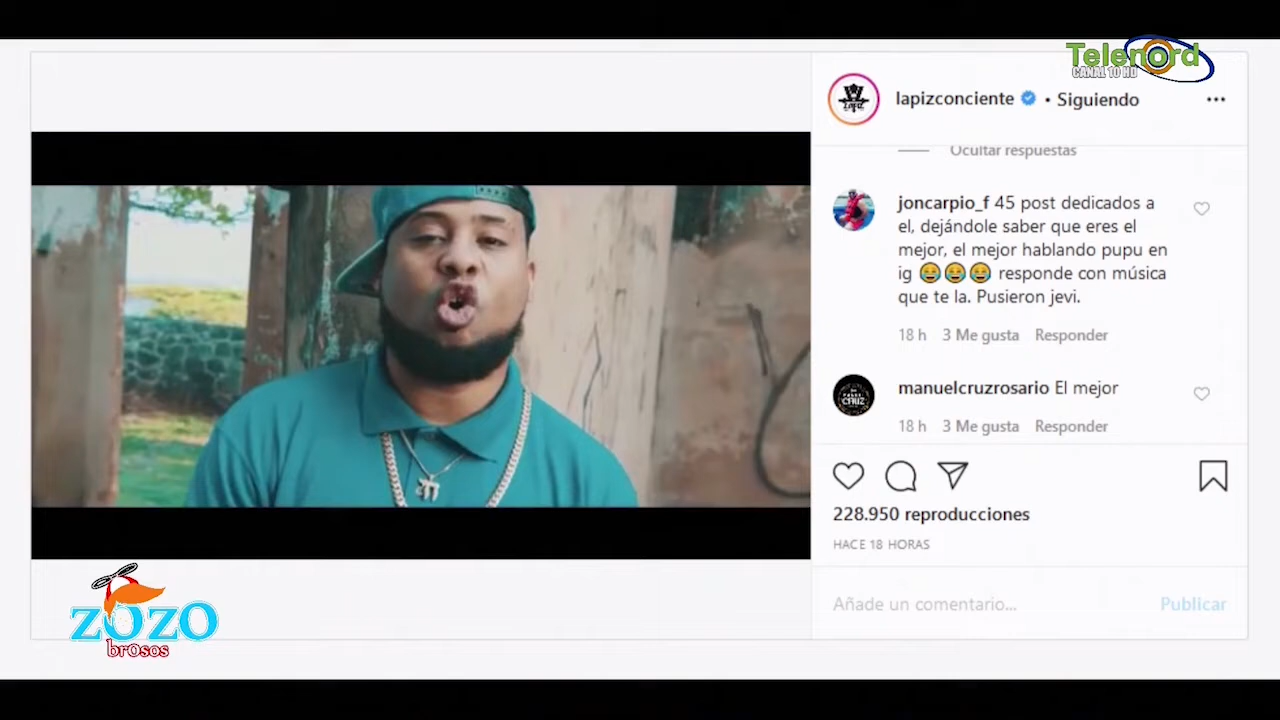 Telenord
CANAL 10 HD
lapizconciente • Siguiendo
Ocultar respuestas
joncarpio_f 45 post dedicados a
el, dejándole saber que eres el
mejor, el mejor hablando pupu en
ig 😂😂😂 responde con música
que te la. Pusieron jevi.
18 h 3 Me gusta Responder
manuelcruzrosario El mejor
18 h 3 Me gusta Responder
228.950 reproducciones
HACE 18 HORAS
Añade un comentario... Publicar
ZOZO
brosos